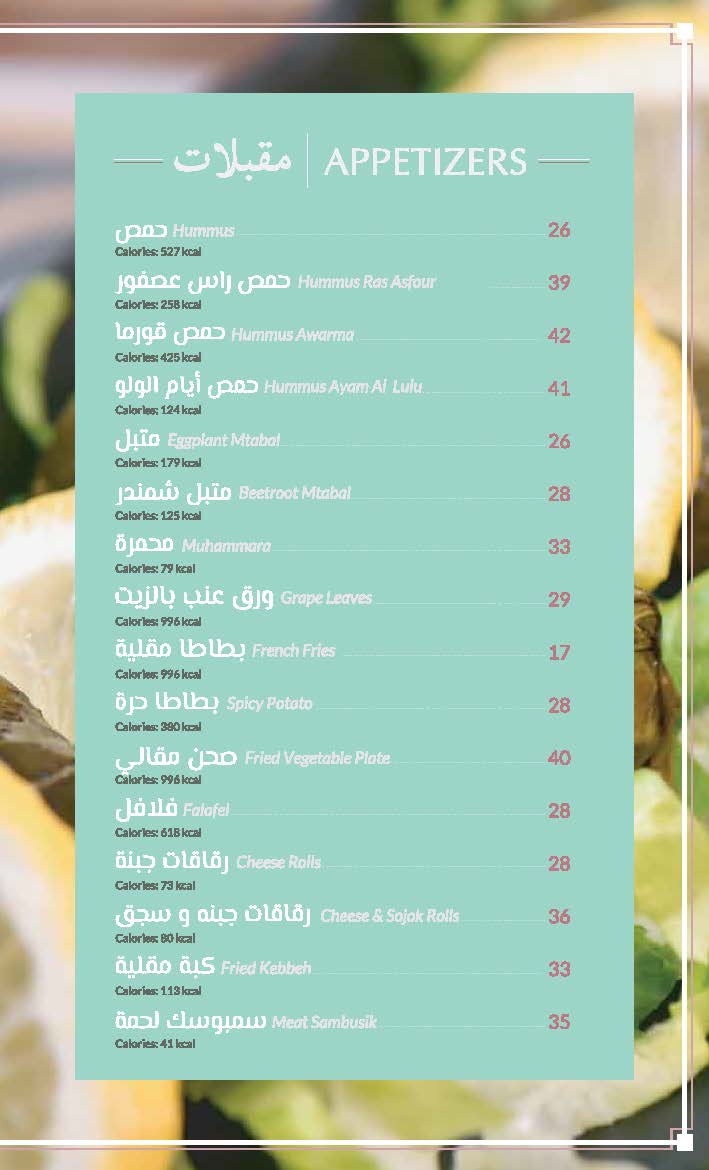 مقبلات | APPETIZERS
حمص Hummus 26
Calories: 527 kcal
حمص راس عصفور Hummus Ras Asfour 39
Calories: 258 kcal
حمص قورما Hummus Awarma 42
Calories: 425 kcal
حمص أيام الولو Hummus Ayam Al Lulu 41
Calories: 124 kcal
متبل Eggplant Mtabal 26
Calories: 179 kcal
متبل شمندر Beetroot Mtabal 28
Calories: 125 kcal
محمرة Muhammara 33
Calories: 79 kcal
ورق عنب بالزيت Grape Leaves 29
Calories: 996 kcal
بطاطا مقلية French Fries 17
Calories: 996 kcal
بطاطا حرة Spicy Potato 28
Calories: 380 kcal
صحن مقالي Fried Vegetable Plate 40
Calories: 996 kcal
فلافل Falafel 28
Calories: 618 kcal
رقاقات جبنة Cheese Rolls 28
Calories: 73 kcal
رقاقات جبنه و سجق Cheese & Sojok Rolls 36
Calories: 80 kcal
كبة مقلية Fried Kebbeh 33
Calories: 113 kcal
سمبوسك لحمة Meat Sambusik 35
Calories: 41 kcal